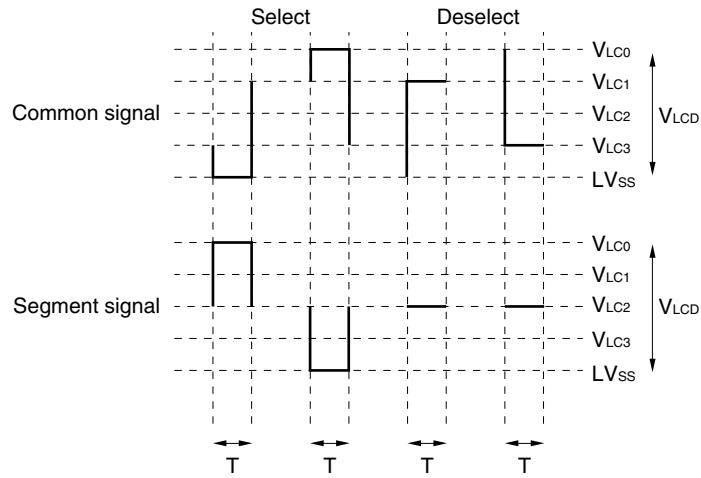 Select Deselect
VLC0
VLC1
Common signal VLC2 VLCD
VLC3
LVSS
VLC0
VLC1
Segment signal VLC2 VLCD
VLC3
LVSS
T T T T